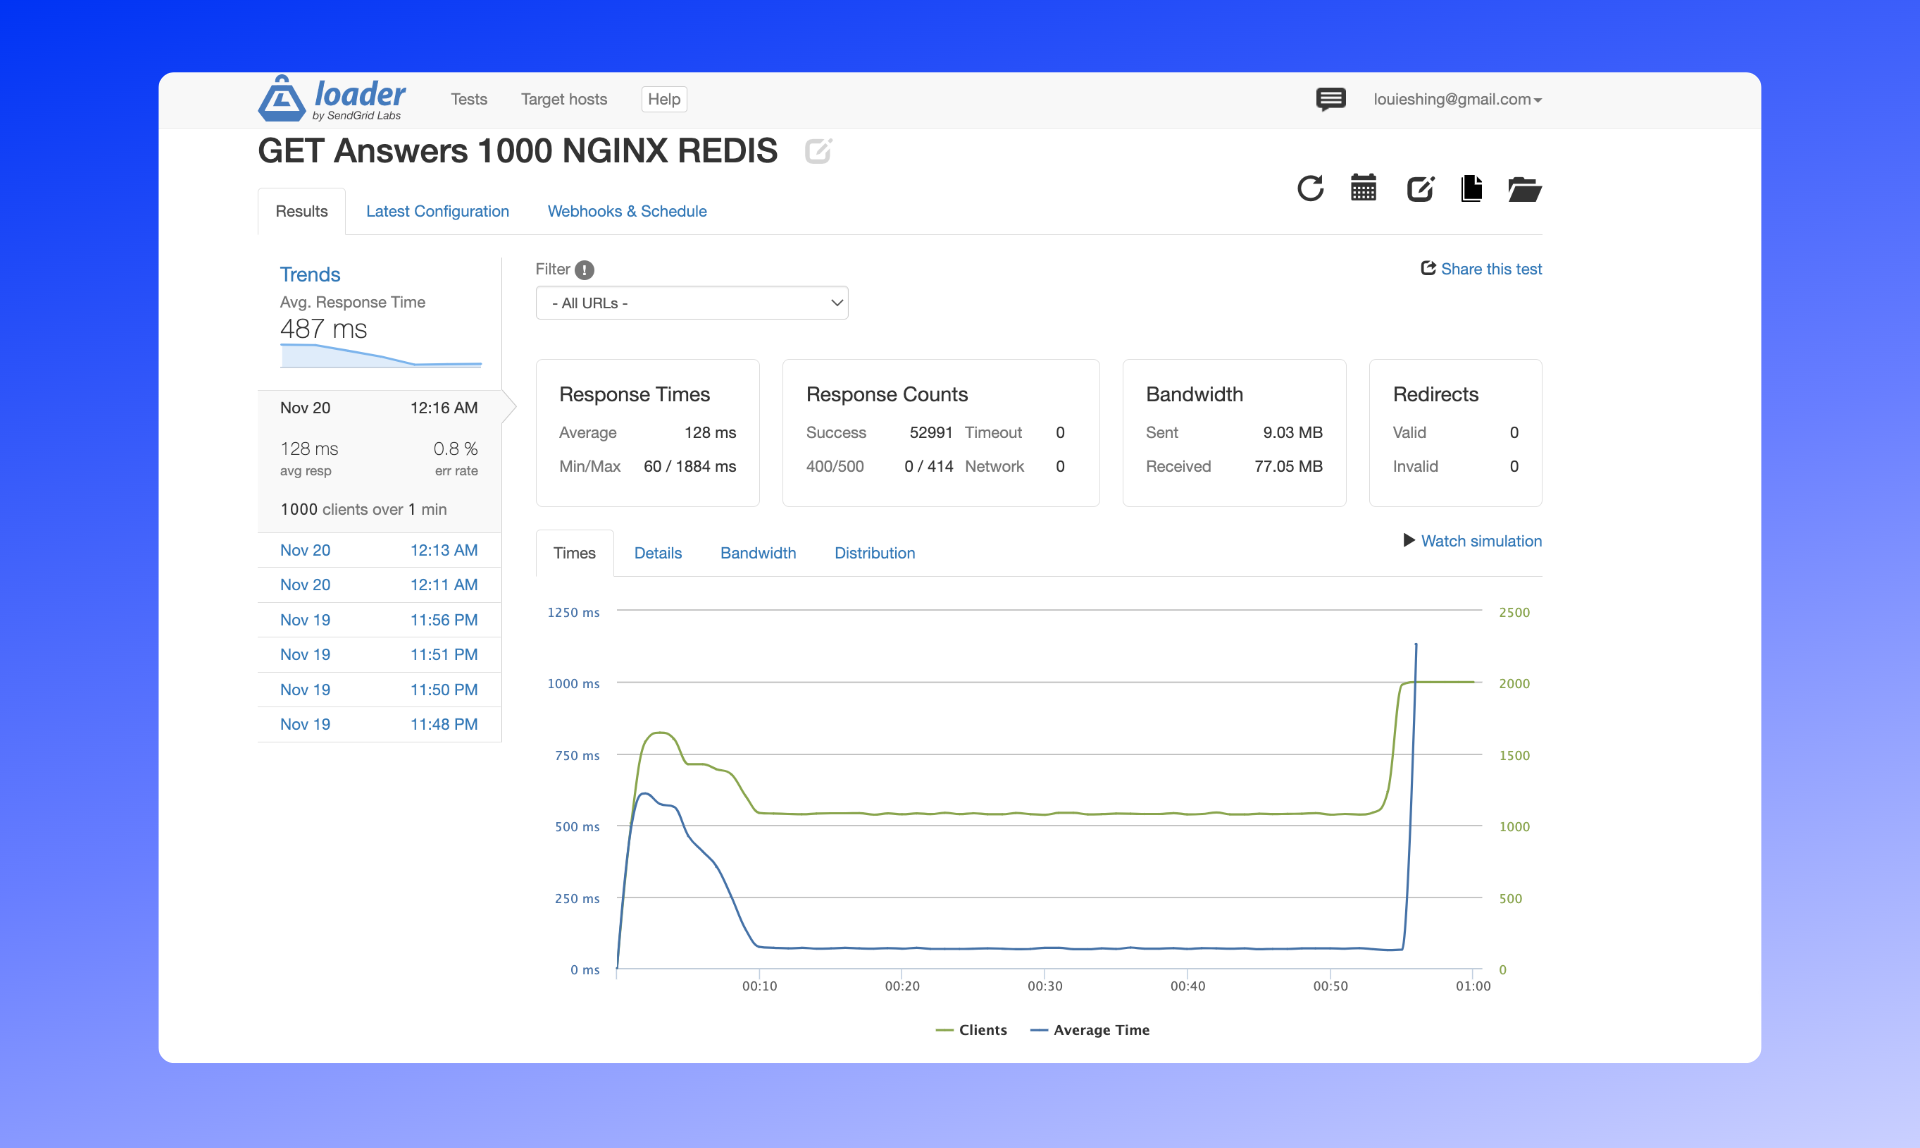 loader
by SendGrid Labs
Tests
Target hosts
Help
louieshing@gmail.com
GET Answers 1000 NGINX REDIS
Results
Latest Configuration
Webhooks & Schedule
Trends
Avg. Response Time
487 ms
Nov 20 12:16 AM
128 ms 0.8 %
avg resp err rate
1000 clients over 1 min
Nov 20 12:13 AM
Nov 20 12:11 AM
Nov 19 11:56 PM
Nov 19 11:51 PM
Nov 19 11:50 PM
Nov 19 11:48 PM
Filter !
- All URLs -
Share this test
Response Times
Average 128 ms
Min/Max 60 / 1884 ms
Response Counts
Success 52991 Timeout 0
400/500 0 / 414 Network 0
Bandwidth
Sent 9.03 MB
Received 77.05 MB
Redirects
Valid 0
Invalid 0
Times
Details
Bandwidth
Distribution
Watch simulation
1250 ms 2500
1000 ms 2000
750 ms 1500
500 ms 1000
250 ms 500
0 ms 0
00:10 00:20 00:30 00:40 00:50 01:00
Clients Average Time